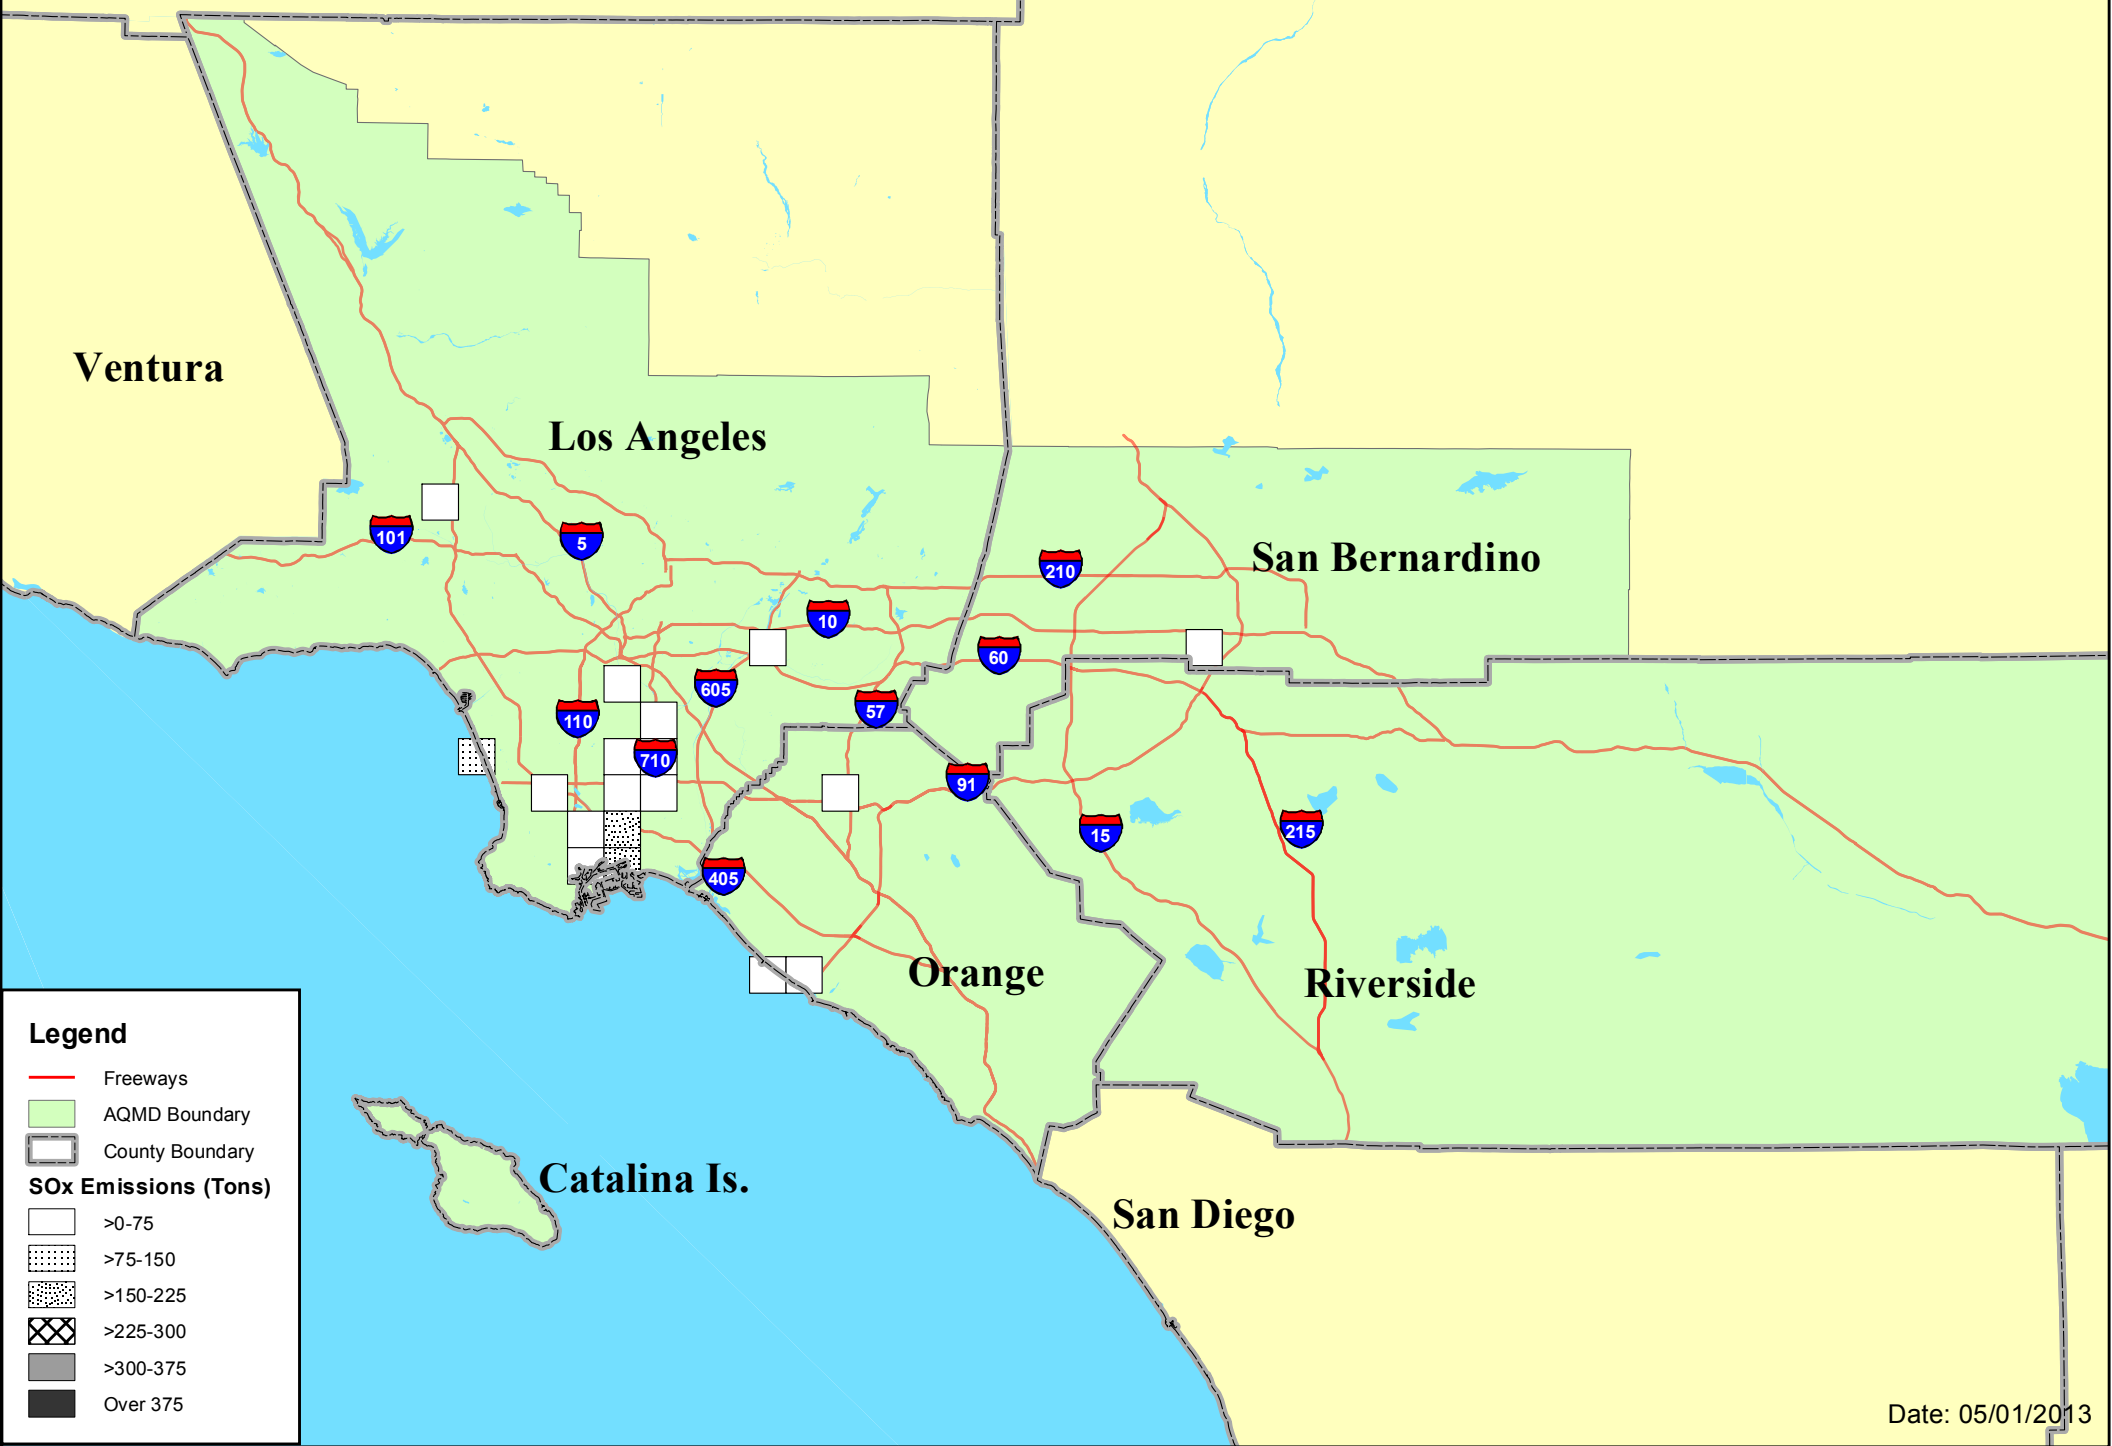 Ventura
Los Angeles
101
5
210
San Bernardino
10
60
605
57
110
710
91
15
215
405
Orange
Riverside
Catalina Is.
San Diego
Legend
Freeways
AQMD Boundary
County Boundary
SOx Emissions (Tons)
>0-75
>75-150
>150-225
>225-300
>300-375
Over 375
Date: 05/01/2013